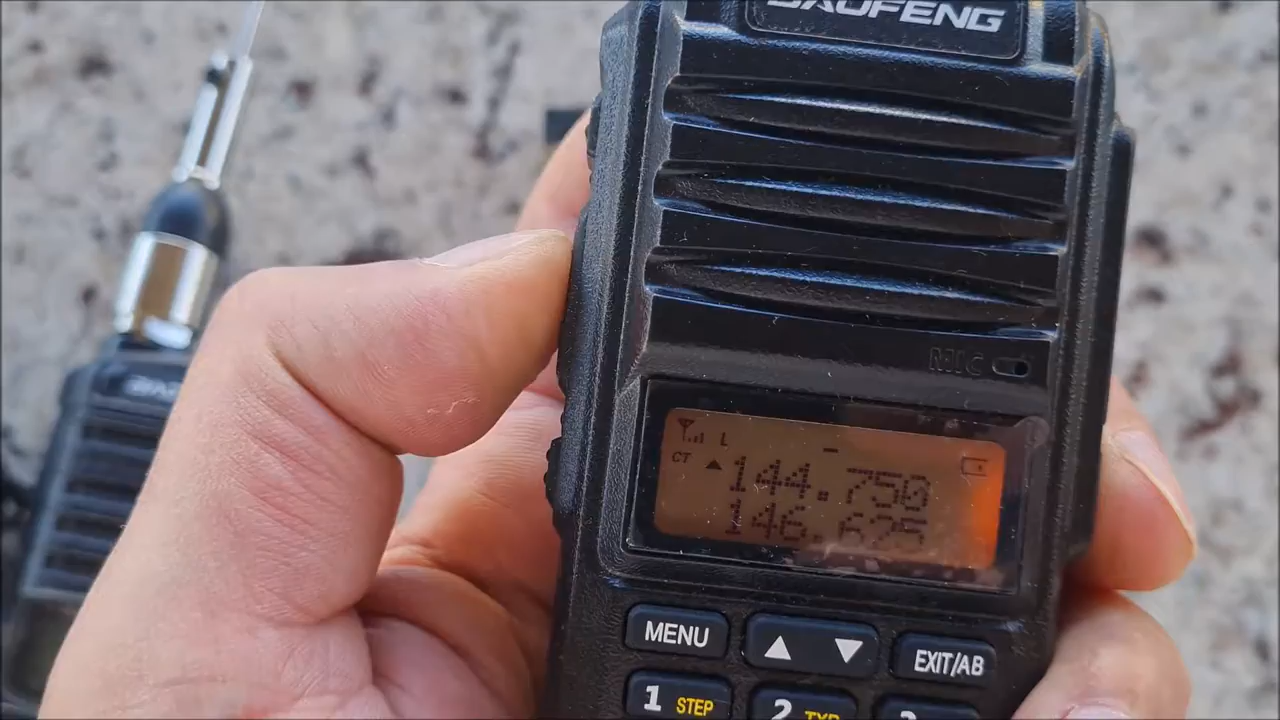 BAOFENG
MIC
L
CT ▲ 144.750
146.625
MENU ▲ ▼ EXIT/AB
1 STEP 2